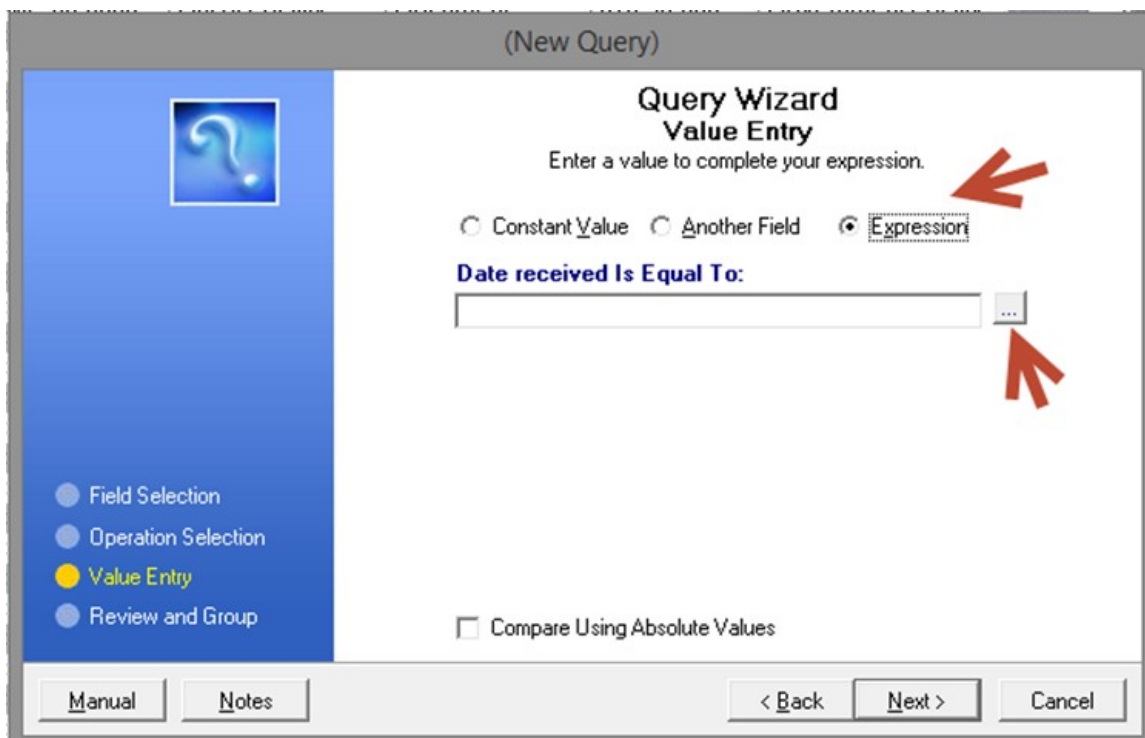 (New Query)
Query Wizard
Value Entry
Enter a value to complete your expression.
Constant Value Another Field Expression
Date received Is Equal To:
...
Field Selection
Operation Selection
Value Entry
Review and Group
Compare Using Absolute Values
Manual Notes < Back Next > Cancel